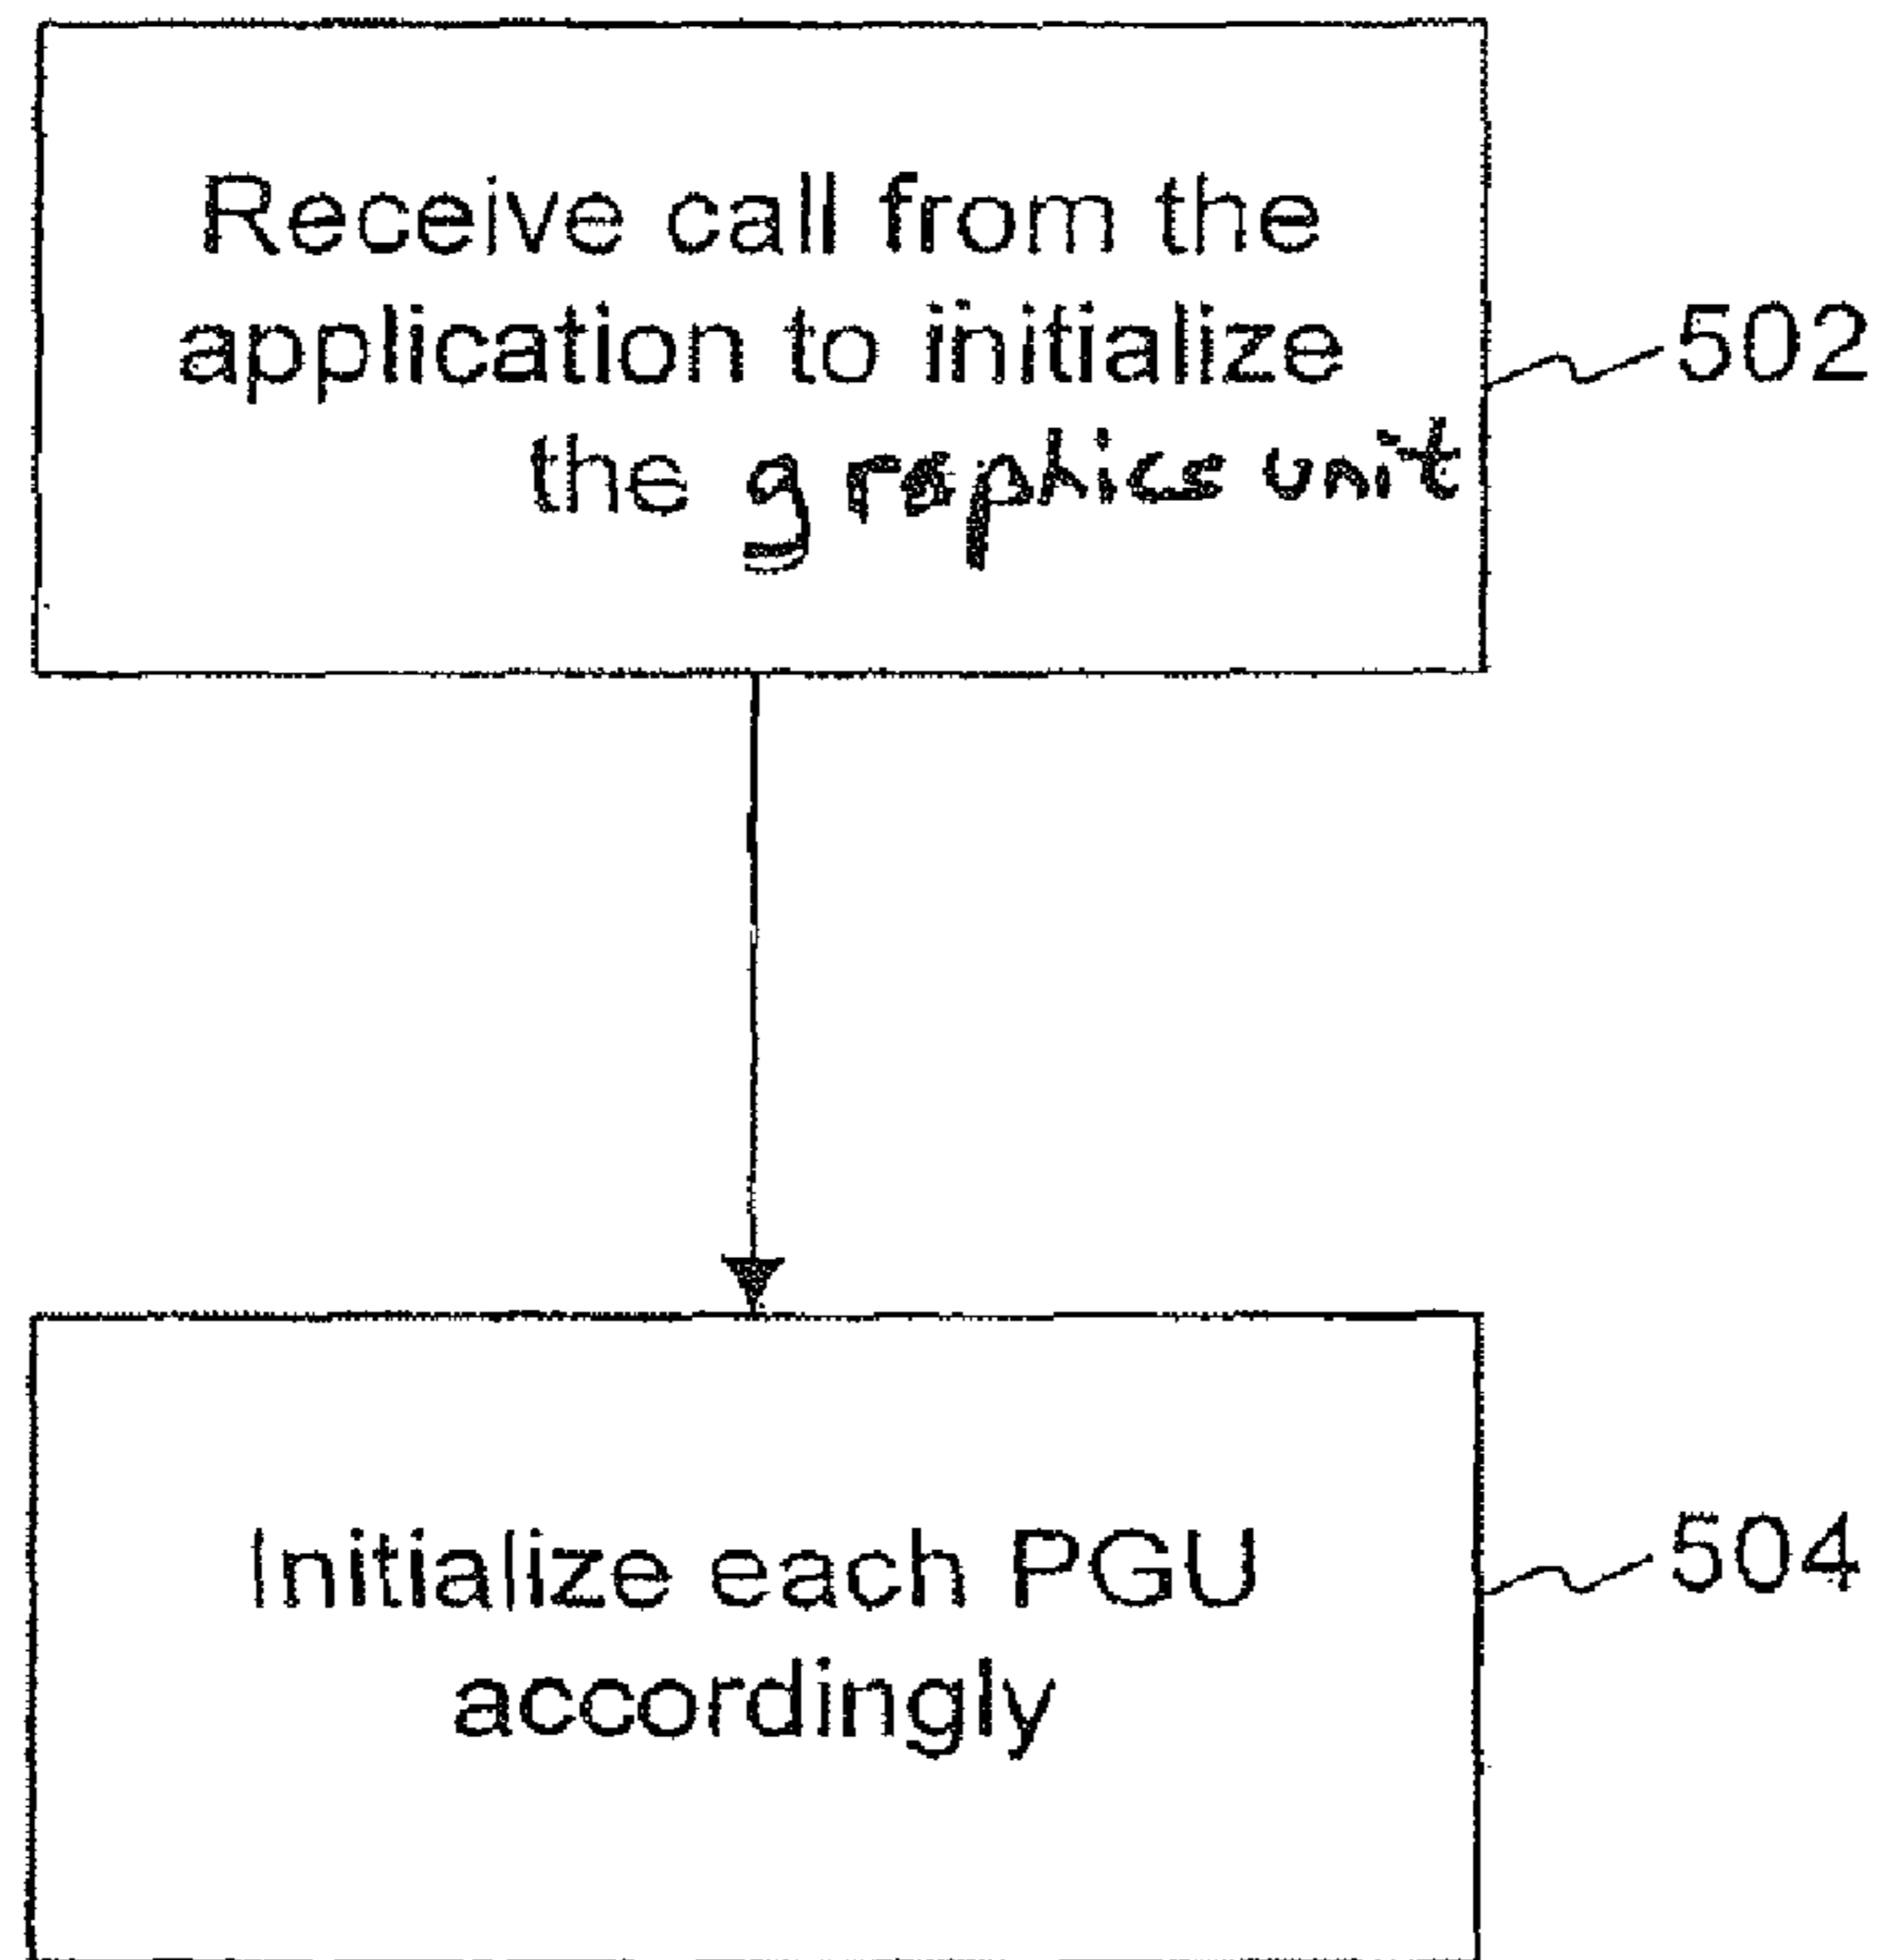 Receive call from the
application to initialize
the graphics unit
502
Initialize each PGU
accordingly
504